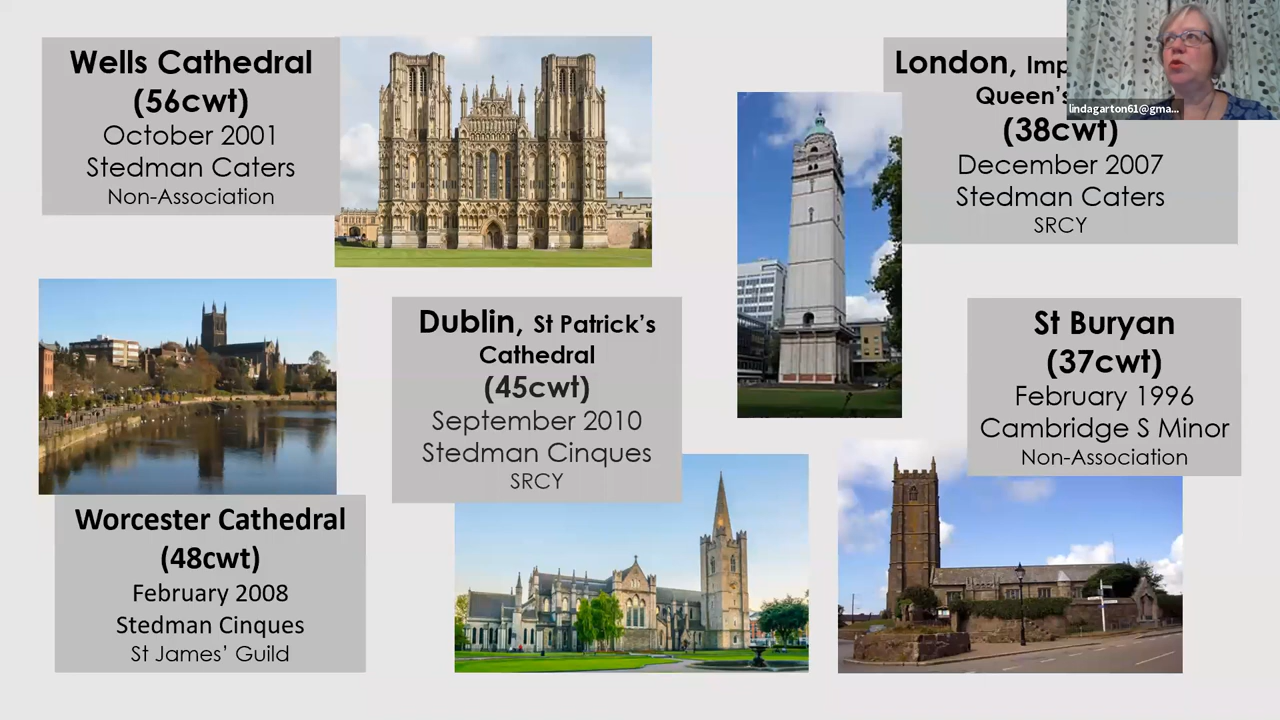 Wells Cathedral
(56cwt)
October 2001
Stedman Caters
Non-Association
London, Imp
Queen's
(38cwt)
December 2007
Stedman Caters
SRCY
lindagarton61@gma...
Dublin, St Patrick's
Cathedral
(45cwt)
September 2010
Stedman Cinques
SRCY
St Buryan
(37cwt)
February 1996
Cambridge S Minor
Non-Association
Worcester Cathedral
(48cwt)
February 2008
Stedman Cinques
St James' Guild